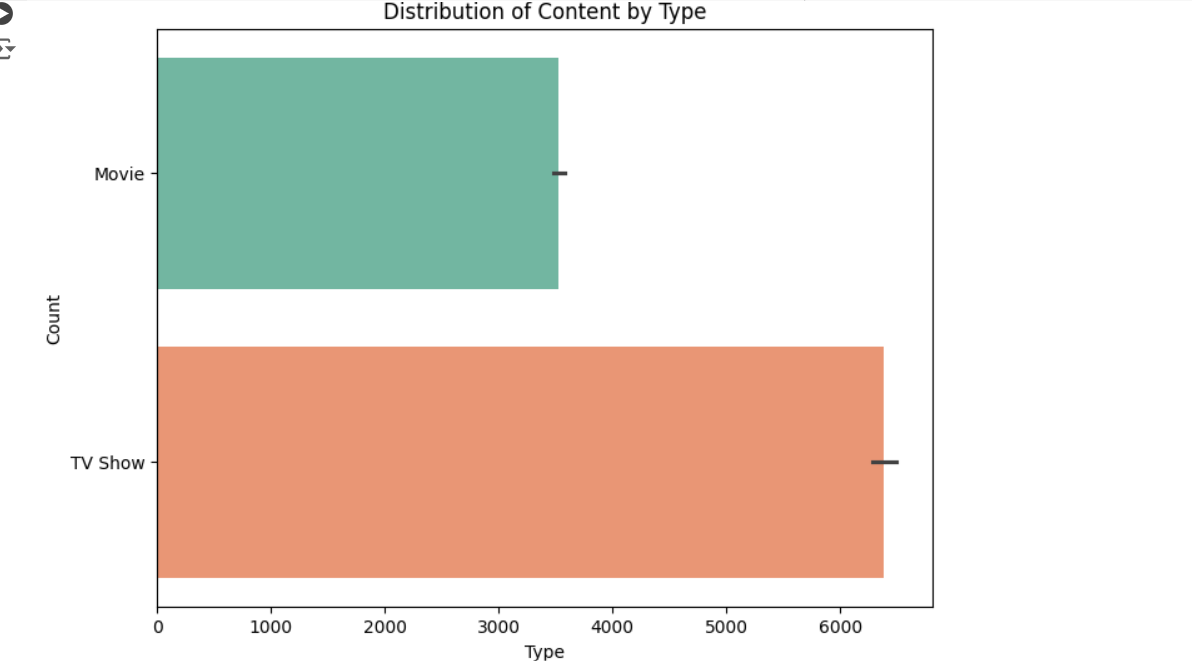 Distribution of Content by Type
Movie
Count
TV Show
0 1000 2000 3000 4000 5000 6000
Type